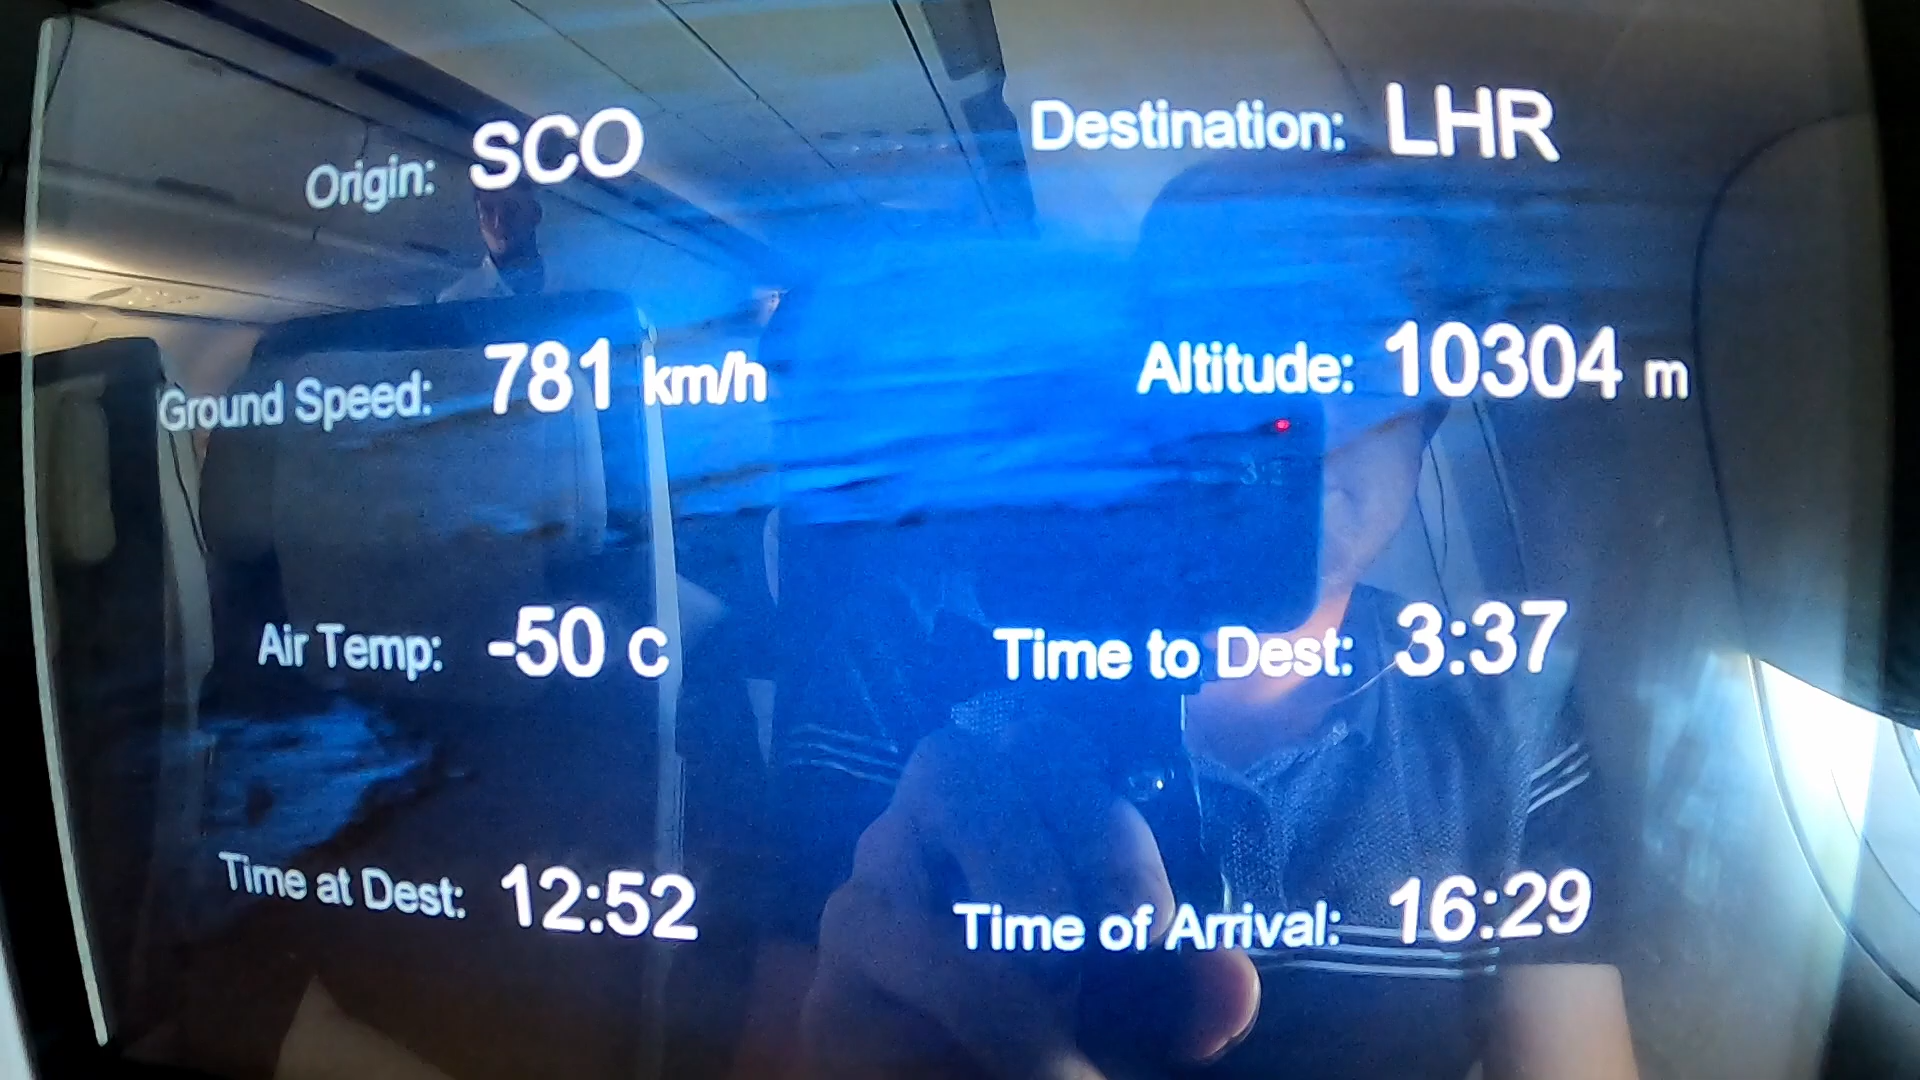 Origin: SCO
Destination: LHR
Ground Speed: 781 km/h
Altitude: 10304 m
Air Temp: -50 c
Time to Dest: 3:37
Time at Dest: 12:52
Time of Arrival: 16:29